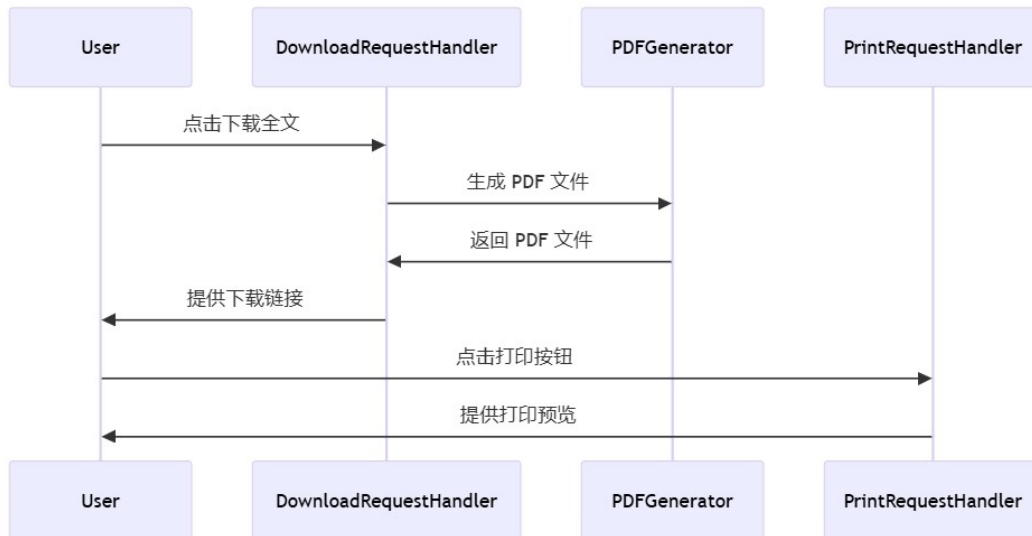 User
DownloadRequestHandler
PDFGenerator
PrintRequestHandler
点击下载全文
生成 PDF 文件
返回 PDF 文件
提供下载链接
点击打印按钮
提供打印预览
User
DownloadRequestHandler
PDFGenerator
PrintRequestHandler